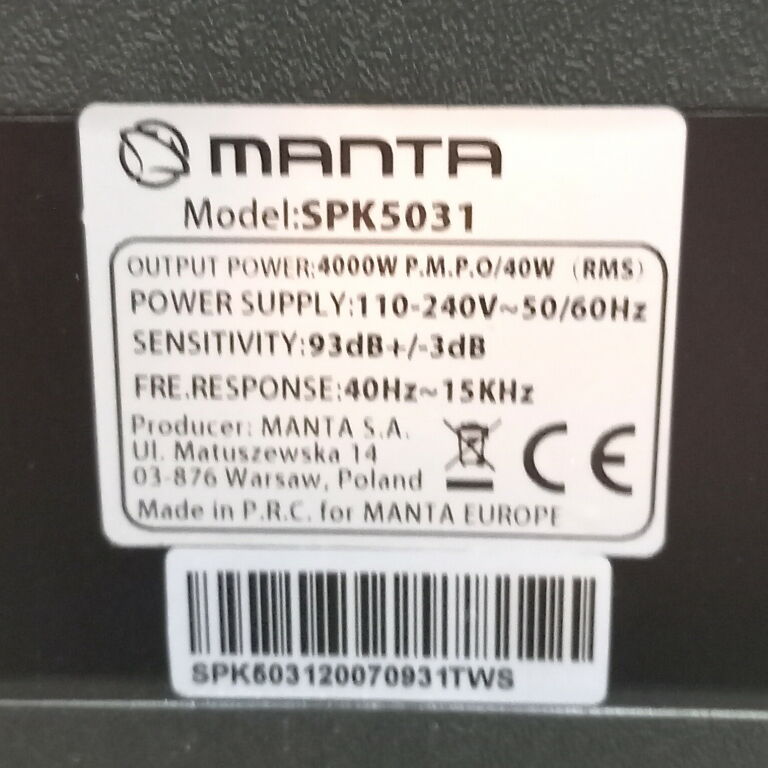 MANTA
Model:SPK5031
OUTPUT POWER:4000W P.M.P.O/40W (RMS)
POWER SUPPLY:110-240V~50/60Hz
SENSITIVITY:93dB+/-3dB
FRE.RESPONSE:40Hz~15KHz
Producer: MANTA S.A.
Ul. Matuszewska 14
03-876 Warsaw, Poland
CE
Made in P.R.C. for MANTA EUROPE
SPK503120070931TWS